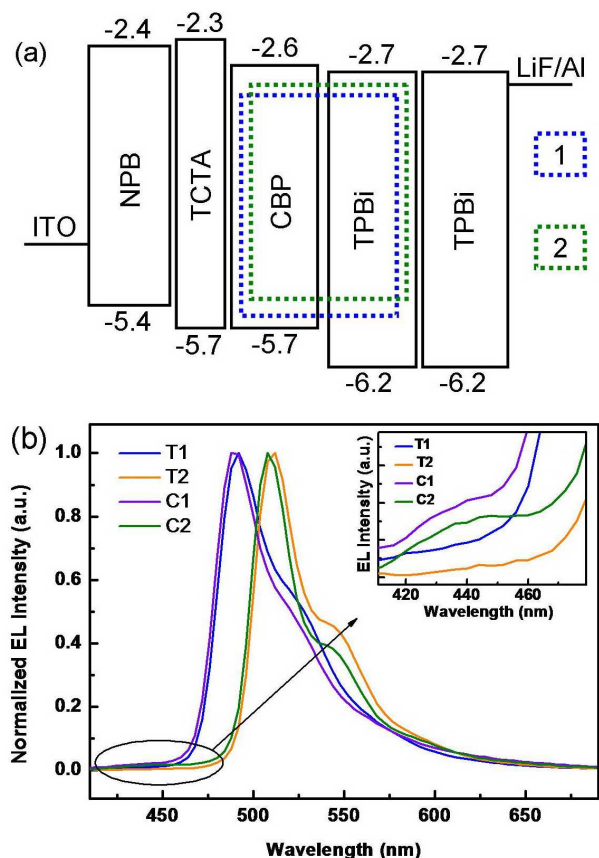 (a)
-2.4
-2.3
-2.6
-2.7
-2.7
LiF/Al
NPB
TCTA
CBP
TPBi
TPBi
1
2
ITO
-5.4
-5.7
-5.7
-6.2
-6.2
(b)
T1
T2
C1
C2
1.0
0.8
0.6
0.4
0.2
0.0
Normalized EL Intensity (a.u.)
450
500
550
600
650
Wavelength (nm)
T1
T2
C1
C2
EL Intensity (a.u.)
420
440
460
Wavelength (nm)